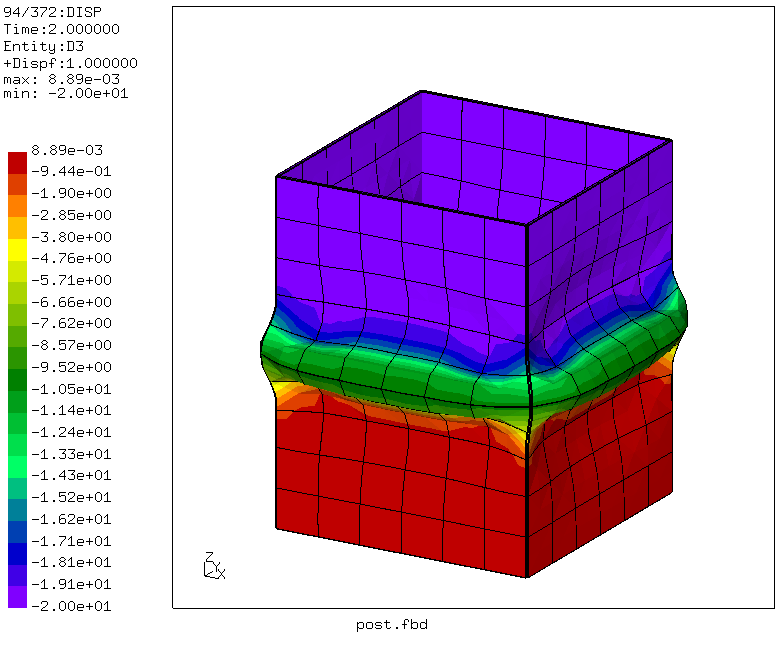 94/372:DISP
Time:2.000000
Entity:D3
+Dispf:1.000000
max: 8.89e-03
min: -2.00e+01
8.89e-03
-9.44e-01
-1.90e+00
-2.85e+00
-3.80e+00
-4.76e+00
-5.71e+00
-6.66e+00
-7.62e+00
-8.57e+00
-9.52e+00
-1.05e+01
-1.14e+01
-1.24e+01
-1.33e+01
-1.43e+01
-1.52e+01
-1.62e+01
-1.71e+01
-1.81e+01
-1.91e+01
-2.00e+01
Z
Y
X
post.fbd